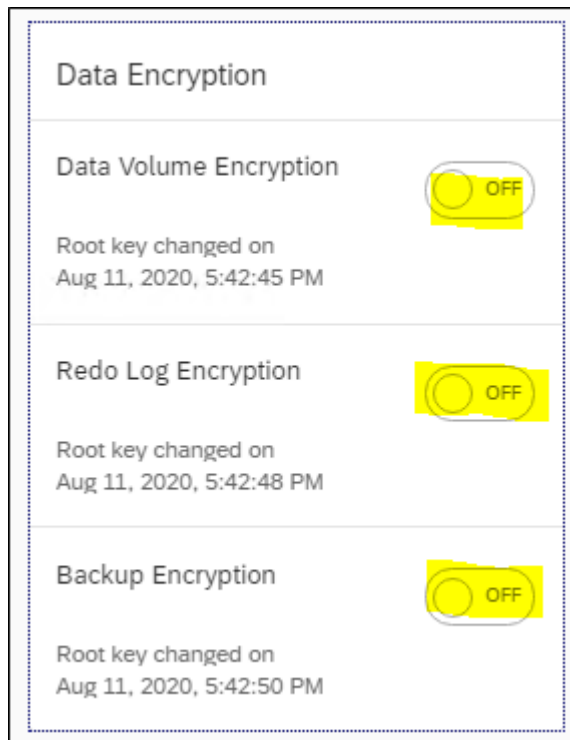 Data Encryption
Data Volume Encryption
OFF
Root key changed on
Aug 11, 2020, 5:42:45 PM
Redo Log Encryption
OFF
Root key changed on
Aug 11, 2020, 5:42:48 PM
Backup Encryption
OFF
Root key changed on
Aug 11, 2020, 5:42:50 PM